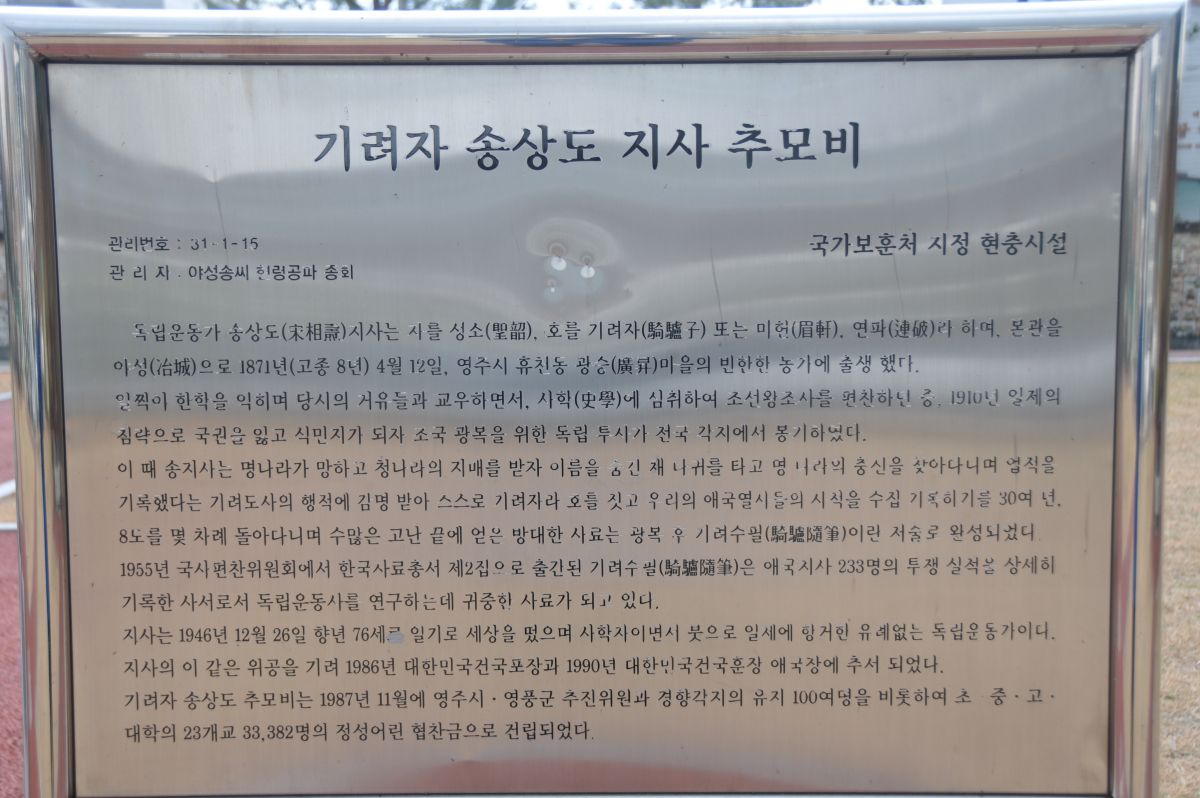 기려자 송상도 지사 추모비
관리번호 : 31-1-15
국가보훈처 지정 현충시설
관 리 자 : 야성송씨 종회
독립운동가 송상도(宋相燾)지사는 자를 성소(聖韶), 호를 기려자(騎驢子) 또는 미헌(眉軒), 연파(連破)라 하며, 본관을
야성(冶城)으로 1871년(고종 8년) 4월 12일, 영주시 휴천동 광승(廣昇)마을의 빈한한 농가에 출생 했다.
일찍이 한학을 익히며 당시의 거유들과 교우하면서, 사학(史學)에 심취하여 조선왕조사를 편찬하던 중, 1910년 일제의
침략으로 국권을 잃고 식민지가 되자 조국 광복을 위한 독립 투사가 전국 각지에서 봉기하였다.
이 때 송지사는 명나라가 망하고 청나라의 지배를 받자 이름을 숨긴 채 나귀를 타고 명나라의 충신을 찾아다니며 업적을
기록했다는 기려도사의 행적에 감명 받아 스스로 기려자라 호를 짓고 우리의 애국열사들의 사적을 수집 기록하기를 30여 년,
8도를 몇 차례 돌아다니며 수많은 고난 끝에 얻은 방대한 사료는 광복 후 기려수필(騎驢隨筆)이란 저술로 완성되었다.
1955년 국사편찬위원회에서 한국사료총서 제2집으로 출간된 기려수필(騎驢隨筆)은 애국지사 233명의 투쟁 실적을 상세히
기록한 사서로서 독립운동사를 연구하는데 귀중한 사료가 되고 있다.
지사는 1946년 12월 26일 향년 76세를 일기로 세상을 떴으며 사학자이면서 붓으로 일세에 항거한 유례없는 독립운동가이다.
지사의 이 같은 위공을 기려 1986년 대한민국건국포장과 1990년 대한민국건국훈장 애국장에 추서 되었다.
기려자 송상도 추모비는 1987년 11월에 영주시·영풍군 추진위원과 경향각지의 유지 100여명을 비롯하여 초·중·고·
대학의 23개교 33,382명의 정성어린 협찬금으로 건립되었다.